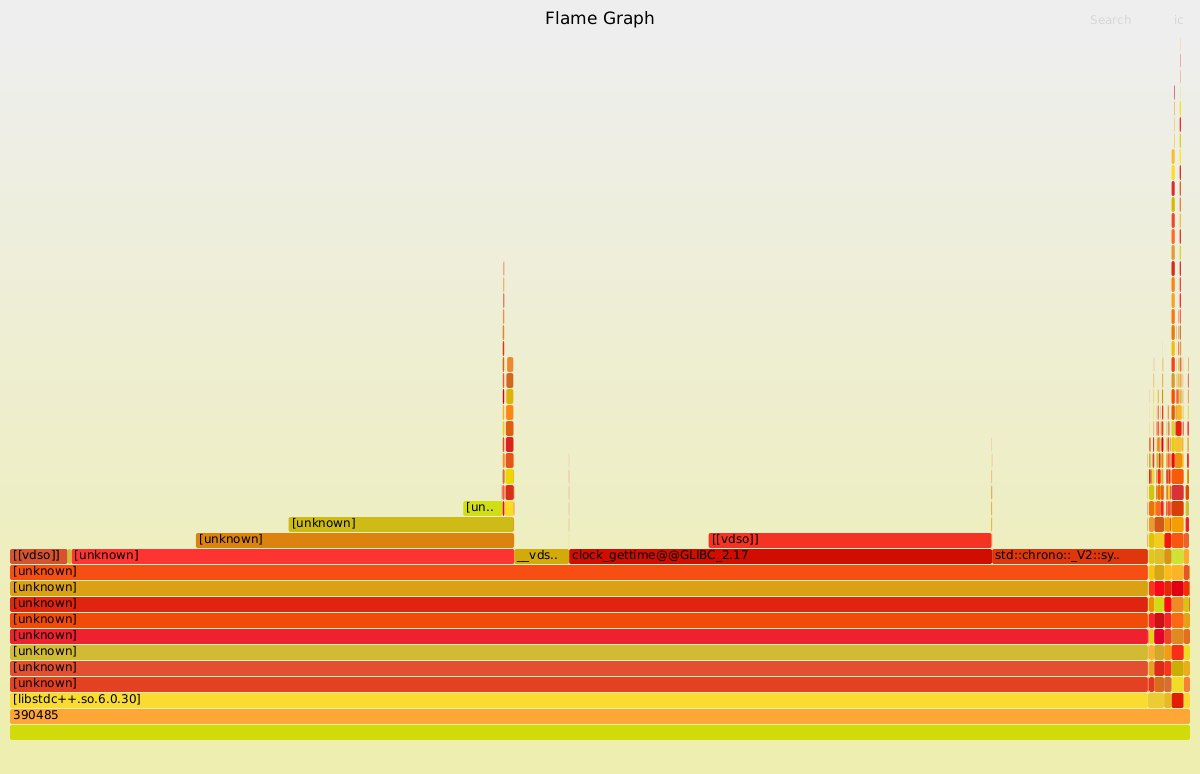 Flame Graph
Search
ic
[un..
[unknown]
[unknown]
[[vdso]]
[[vdso]]
[unknown]
__vds..
clock_gettime@@GLIBC_2.17
std::chrono::_V2::sy..
[unknown]
[unknown]
[unknown]
[unknown]
[unknown]
[unknown]
[unknown]
[unknown]
[libstdc++.so.6.0.30]
390485